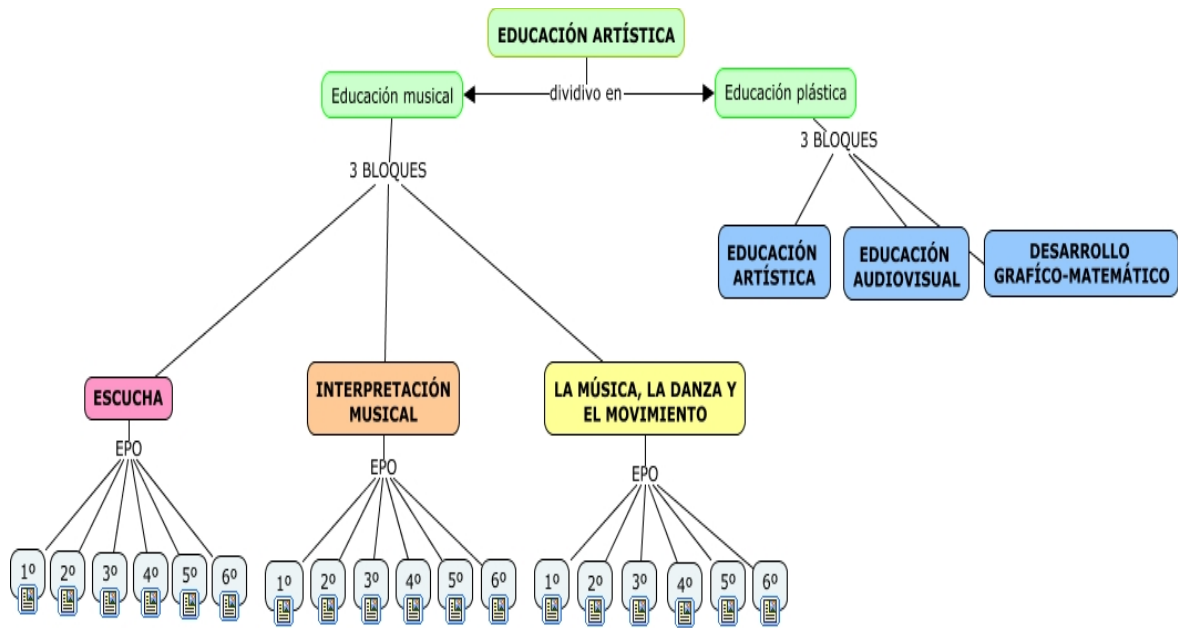 EDUCACIÓN ARTÍSTICA
Educación musical
dividivo en
Educación plástica
3 BLOQUES
3 BLOQUES
EDUCACIÓN
ARTÍSTICA
EDUCACIÓN
AUDIOVISUAL
DESARROLLO
GRAFÍCO-MATEMÁTICO
ESCUCHA
INTERPRETACIÓN
MUSICAL
LA MÚSICA, LA DANZA Y
EL MOVIMIENTO
EPO
EPO
EPO
1º 2º 3º 4º 5º 6º
1º 2º 3º 4º 5º 6º
1º 2º 3º 4º 5º 6º